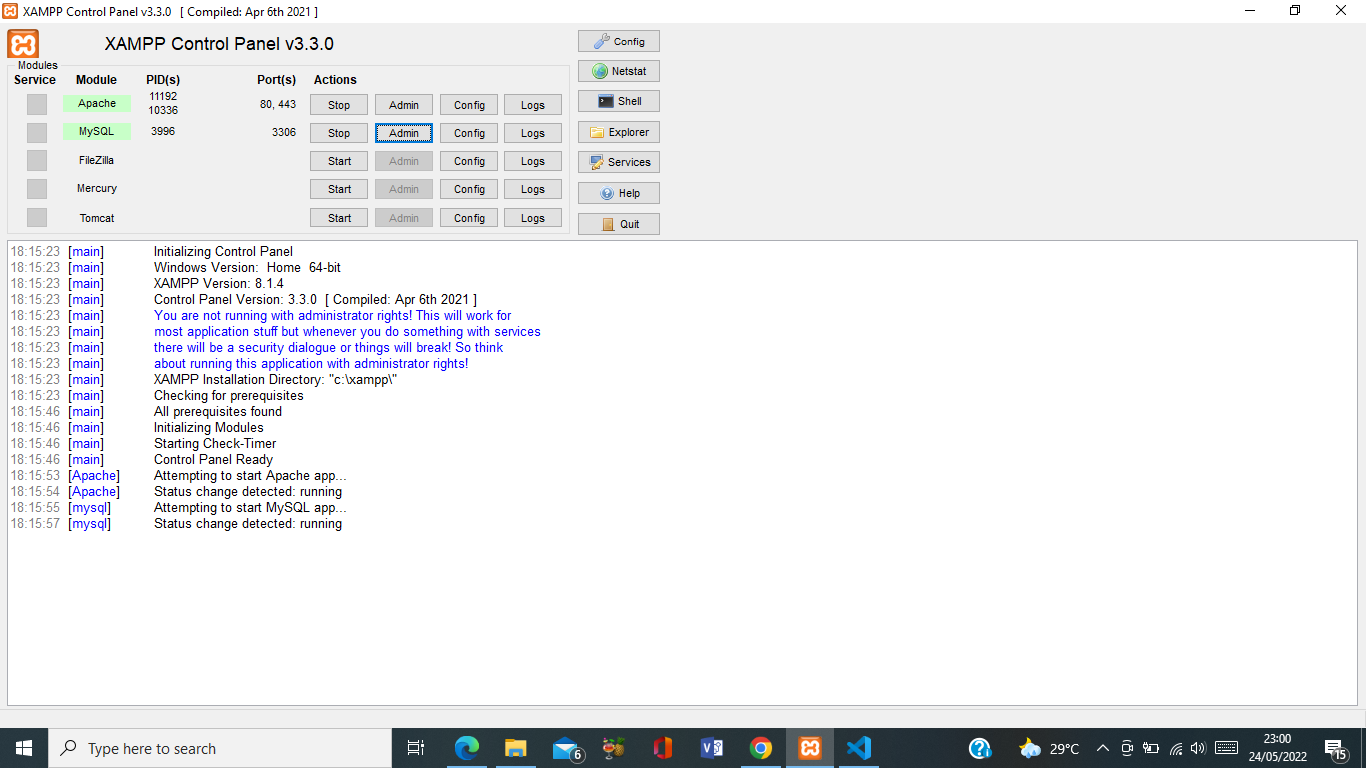 XAMPP Control Panel v3.3.0 [ Compiled: Apr 6th 2021 ]
XAMPP Control Panel v3.3.0
Config
Modules
Service Module PID(s) Port(s) Actions
Netstat
Apache 11192 10336 80, 443 Stop Admin Config Logs
Shell
MySQL 3996 3306 Stop Admin Config Logs
Explorer
FileZilla Start Admin Config Logs
Services
Mercury Start Admin Config Logs
Help
Tomcat Start Admin Config Logs
Quit
18:15:23 [main] Initializing Control Panel
18:15:23 [main] Windows Version: Home 64-bit
18:15:23 [main] XAMPP Version: 8.1.4
18:15:23 [main] Control Panel Version: 3.3.0 [ Compiled: Apr 6th 2021 ]
18:15:23 [main] You are not running with administrator rights! This will work for
18:15:23 [main] most application stuff but whenever you do something with services
18:15:23 [main] there will be a security dialogue or things will break! So think
18:15:23 [main] about running this application with administrator rights!
18:15:23 [main] XAMPP Installation Directory: "c:\xampp\"
18:15:23 [main] Checking for prerequisites
18:15:46 [main] All prerequisites found
18:15:46 [main] Initializing Modules
18:15:46 [main] Starting Check-Timer
18:15:46 [main] Control Panel Ready
18:15:53 [Apache] Attempting to start Apache app...
18:15:54 [Apache] Status change detected: running
18:15:55 [mysql] Attempting to start MySQL app...
18:15:57 [mysql] Status change detected: running
Type here to search
6
29°C
23:00
24/05/2022
15